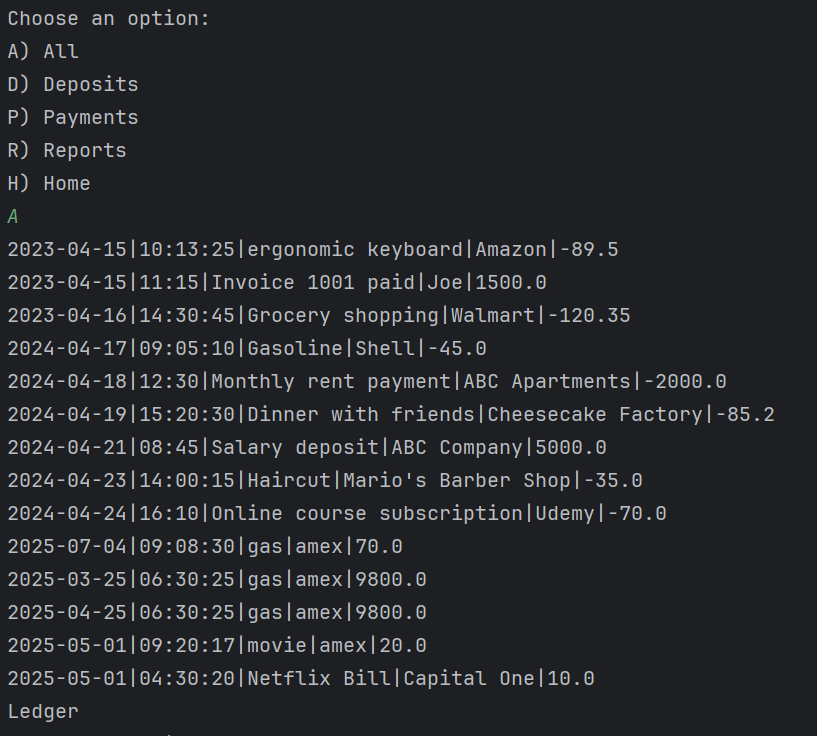 Choose an option:
A) All
D) Deposits
P) Payments
R) Reports
H) Home
A
2023-04-15|10:13:25|ergonomic keyboard|Amazon|-89.5
2023-04-15|11:15|Invoice 1001 paid|Joe|1500.0
2023-04-16|14:30:45|Grocery shopping|Walmart|-120.35
2024-04-17|09:05:10|Gasoline|Shell|-45.0
2024-04-18|12:30|Monthly rent payment|ABC Apartments|-2000.0
2024-04-19|15:20:30|Dinner with friends|Cheesecake Factory|-85.2
2024-04-21|08:45|Salary deposit|ABC Company|5000.0
2024-04-23|14:00:15|Haircut|Mario's Barber Shop|-35.0
2024-04-24|16:10|Online course subscription|Udemy|-70.0
2025-07-04|09:08:30|gas|amex|70.0
2025-03-25|06:30:25|gas|amex|9800.0
2025-04-25|06:30:25|gas|amex|9800.0
2025-05-01|09:20:17|movie|amex|20.0
2025-05-01|04:30:20|Netflix Bill|Capital One|10.0
Ledger